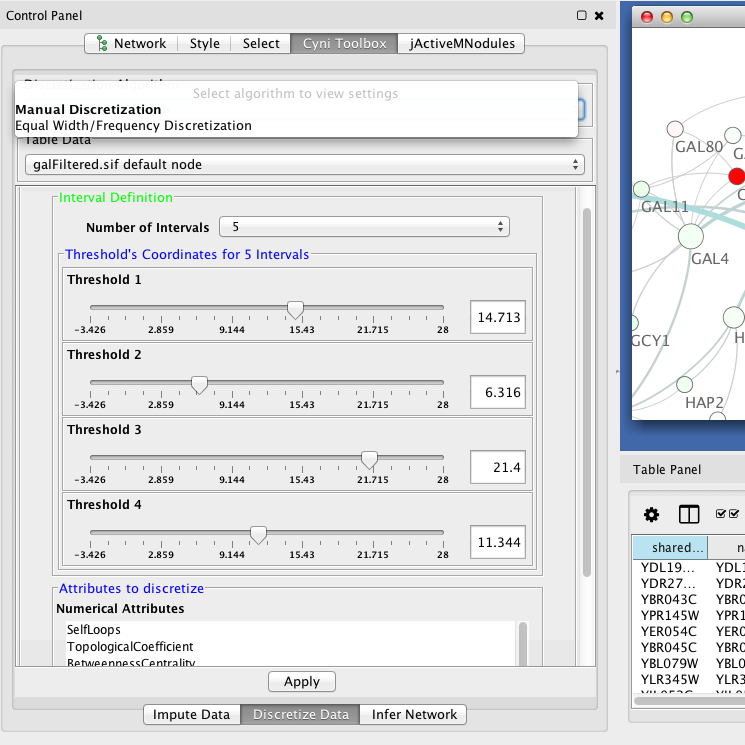 Control Panel
Network Style Select Cyni Toolbox jActiveMNodules
Select algorithm to view settings
Manual Discretization
Equal Width/Frequency Discretization
Table Data
galFiltered.sif default node
Interval Definition
Number of Intervals 5
Threshold's Coordinates for 5 Intervals
Threshold 1
14.713
-3.426 2.859 9.144 15.43 21.715 28
Threshold 2
6.316
-3.426 2.859 9.144 15.43 21.715 28
Threshold 3
21.4
-3.426 2.859 9.144 15.43 21.715 28
Threshold 4
11.344
-3.426 2.859 9.144 15.43 21.715 28
Attributes to discretize
Numerical Attributes
SelfLoops
TopologicalCoefficient
BetweennessCentrality
Apply
Impute Data Discretize Data Infer Network
GAL80
GAL11
GAL4
GCY1
HAP2
Table Panel
shared...
YDL19...
YDR27...
YBR043C
YPR145W
YER054C
YBR045C
YBL079W
YLR345W